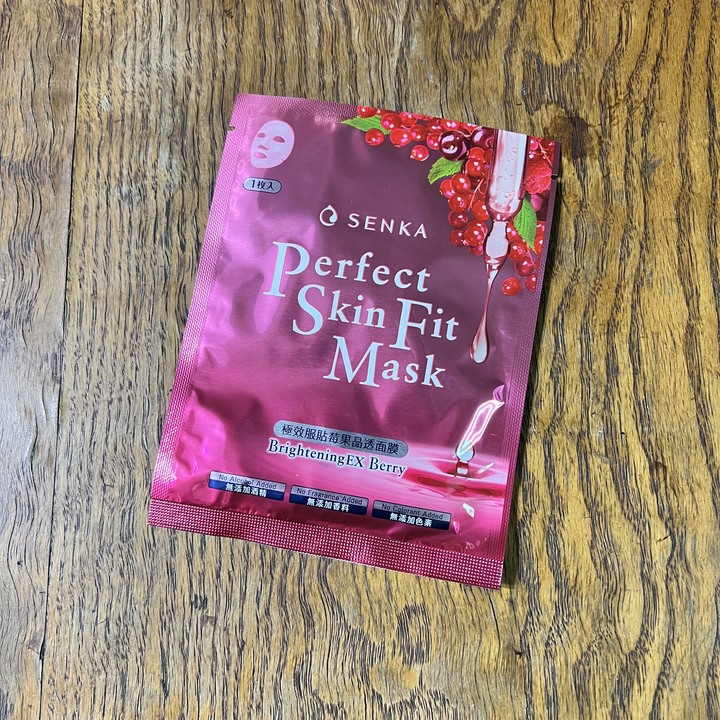 1枚入
SENKA
Perfect
Skin Fit
Mask
極效服貼莓果晶透面膜
BrighteningEX Berry
No Alcohol Added
無添加酒精
No Fragrance Added
無添加香料
No Colorant Added
無添加色素